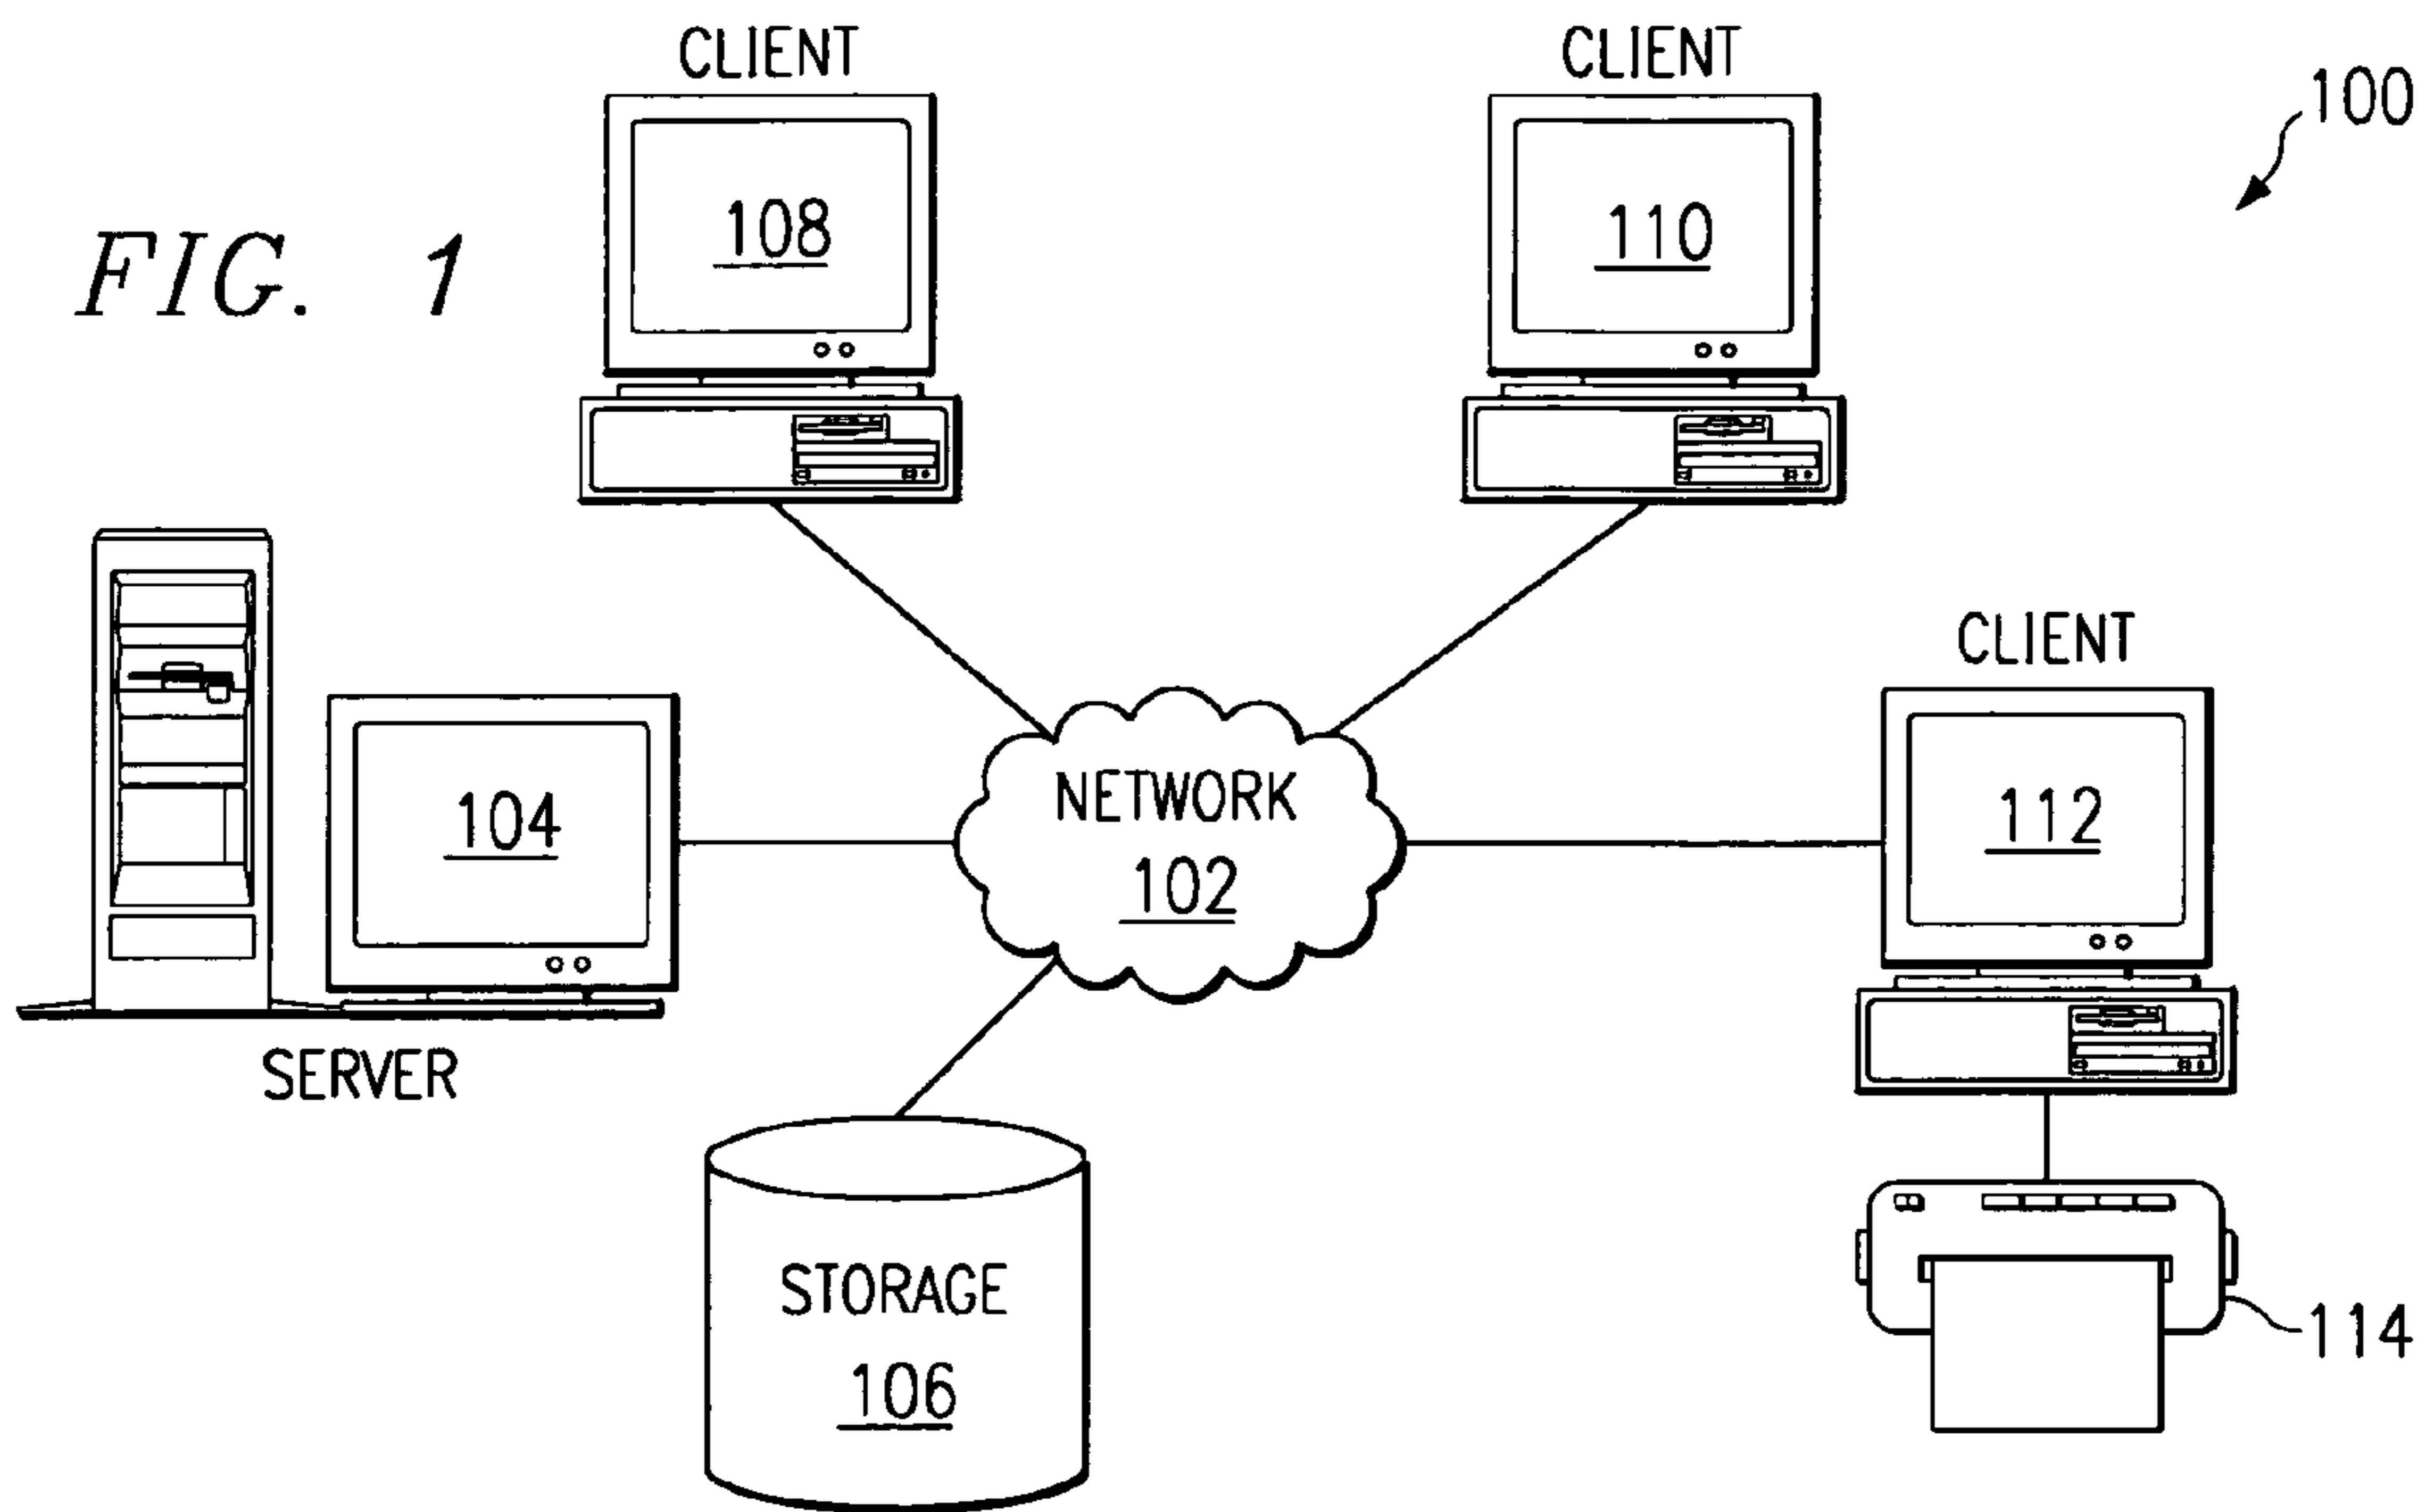 CLIENT
CLIENT
100
108
110
FIG. 1
CLIENT
NETWORK
102
104
112
SERVER
STORAGE
106
114